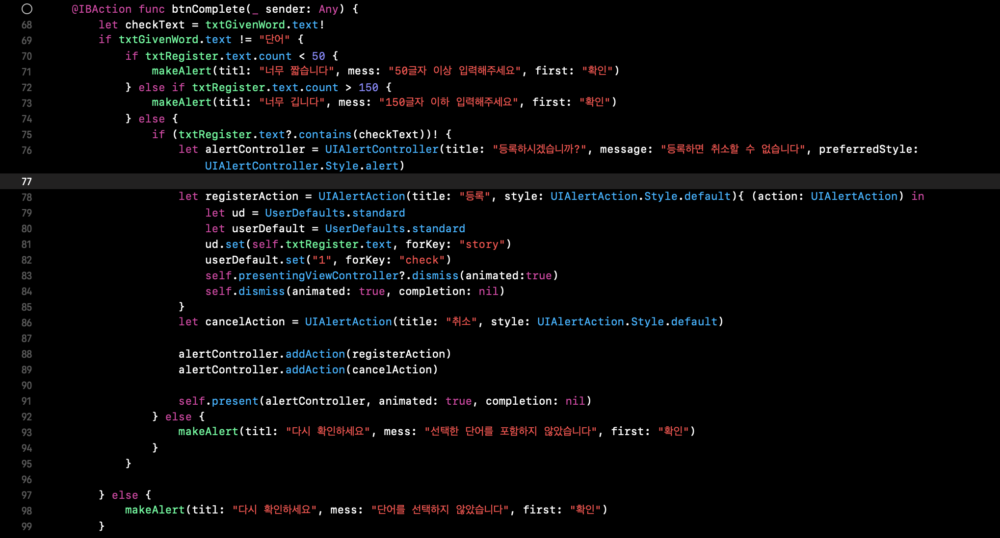 @IBAction func btnComplete(_ sender: Any) {
68 let checkText = txtGivenWord.text!
69 if txtGivenWord.text != "단어" {
70 if txtRegister.text.count < 50 {
71 makeAlert(titl: "너무 짧습니다", mess: "50글자 이상 입력해주세요", first: "확인")
72 } else if txtRegister.text.count > 150 {
73 makeAlert(titl: "너무 깁니다", mess: "150글자 이하 입력해주세요", first: "확인")
74 } else {
75 if (txtRegister.text?.contains(checkText))! {
76 let alertController = UIAlertController(title: "등록하시겠습니까?", message: "등록하면 취소할 수 없습니다", preferredStyle:
UIAlertController.Style.alert)
77
78 let registerAction = UIAlertAction(title: "등록", style: UIAlertAction.Style.default){ (action: UIAlertAction) in
79 let ud = UserDefaults.standard
80 let userDefault = UserDefaults.standard
81 ud.set(self.txtRegister.text, forKey: "story")
82 userDefault.set("1", forKey: "check")
83 self.presentingViewController?.dismiss(animated:true)
84 self.dismiss(animated: true, completion: nil)
85 }
86 let cancelAction = UIAlertAction(title: "취소", style: UIAlertAction.Style.default)
87
88 alertController.addAction(registerAction)
89 alertController.addAction(cancelAction)
90
91 self.present(alertController, animated: true, completion: nil)
92 } else {
93 makeAlert(titl: "다시 확인하세요", mess: "선택한 단어를 포함하지 않았습니다", first: "확인")
94 }
95 }
96
97 } else {
98 makeAlert(titl: "다시 확인하세요", mess: "단어를 선택하지 않았습니다", first: "확인")
99 }